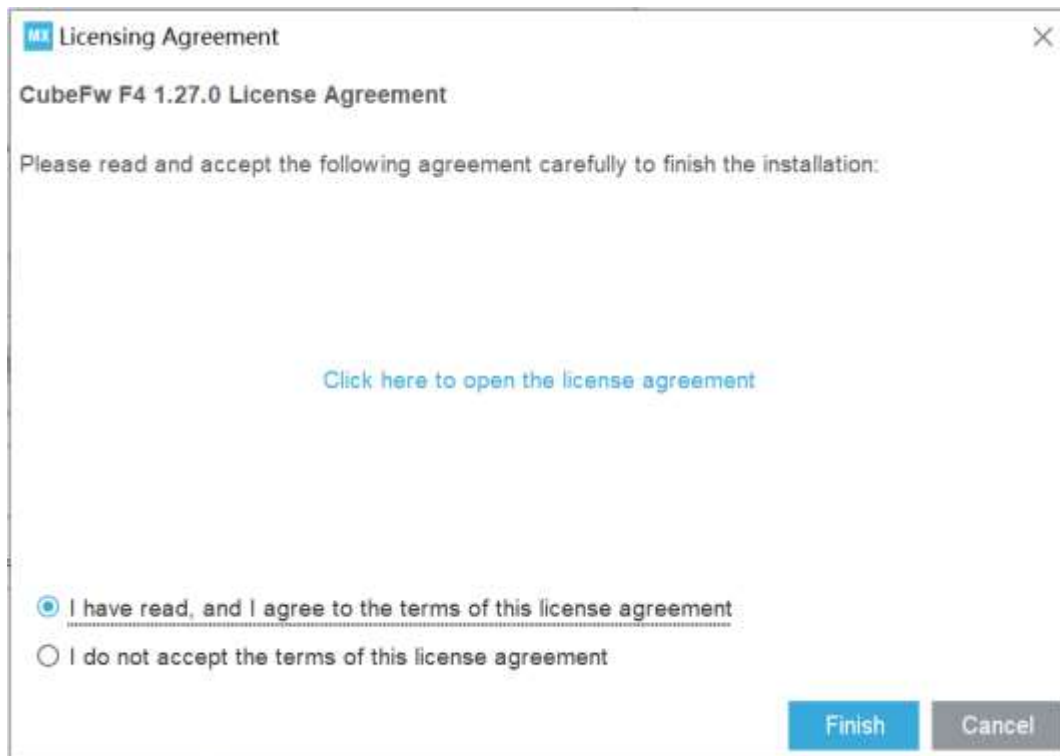 MX Licensing Agreement
CubeFw F4 1.27.0 License Agreement
Please read and accept the following agreement carefully to finish the installation:
Click here to open the license agreement
I have read, and I agree to the terms of this license agreement
I do not accept the terms of this license agreement
Finish Cancel